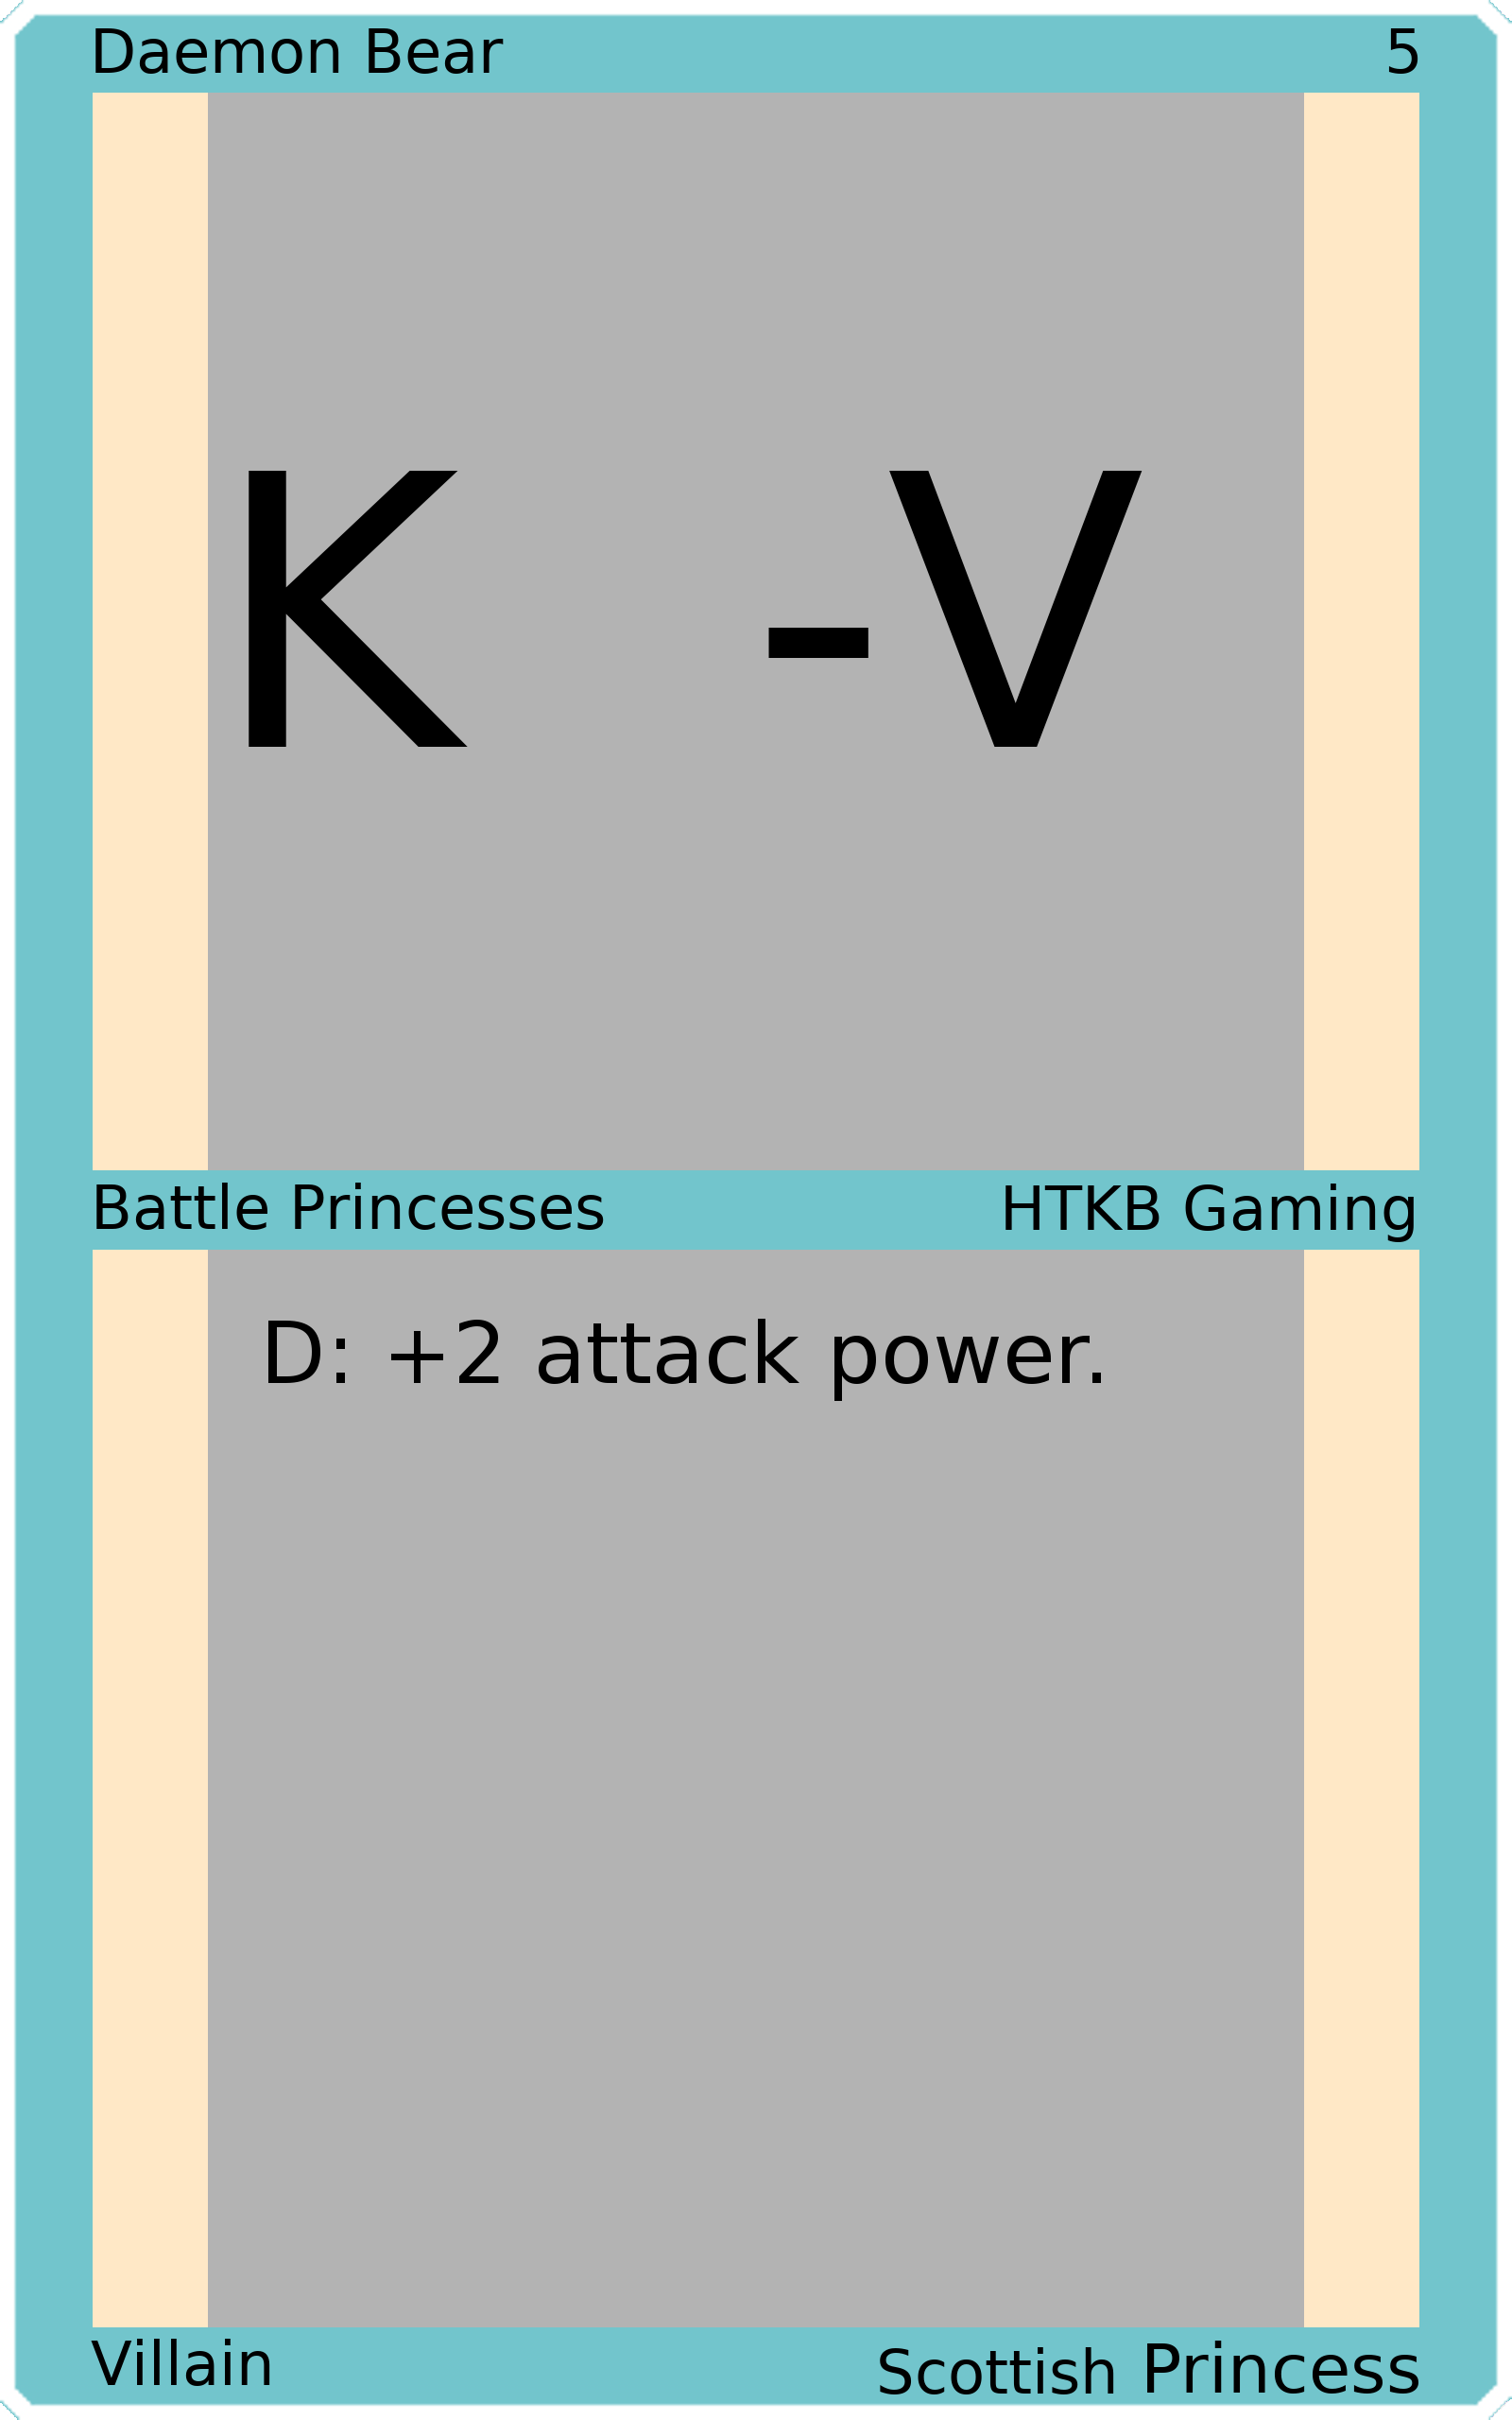 Daemon Bear 5
K -V
Battle Princesses HTKB Gaming
D: +2 attack power.
Villain Scottish Princess